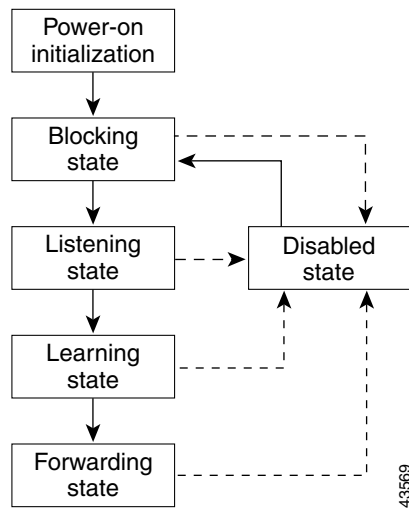 Power-on
initialization
Blocking
state
Listening
state
Disabled
state
Learning
state
Forwarding
state
43569